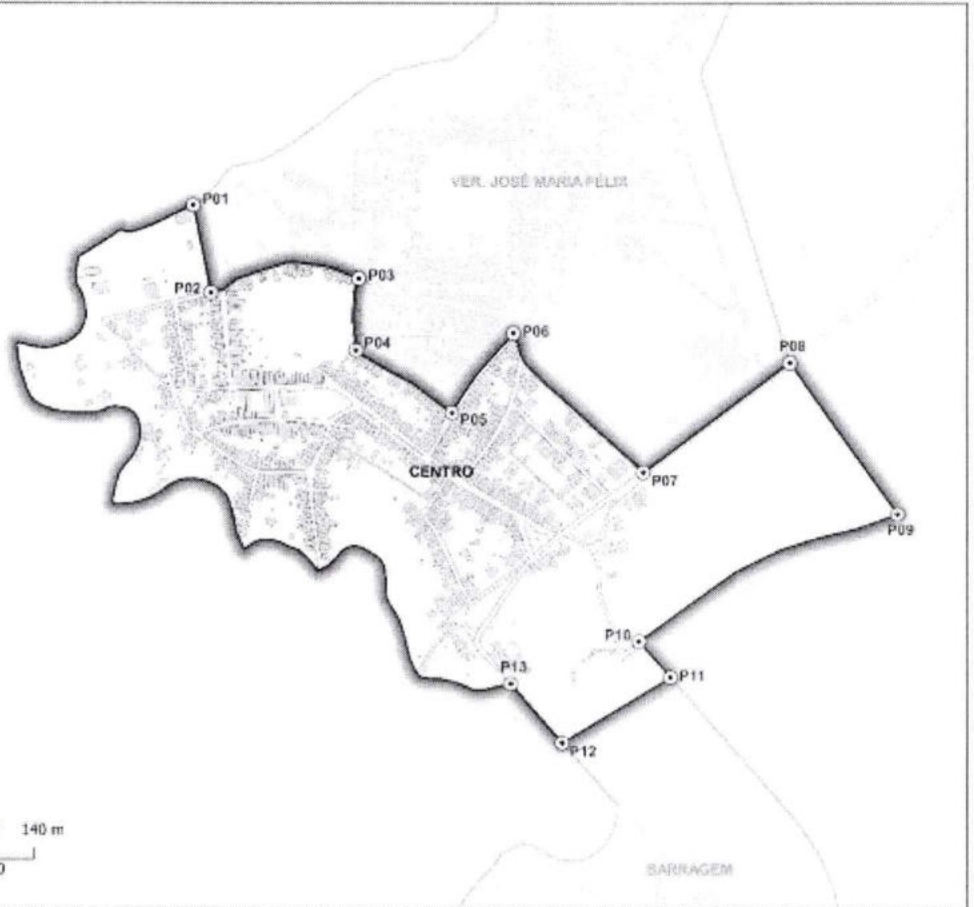 VER. JOSÉ MARIA FÉLIX
P01
P02
P03
P04
P06
P08
P05
CENTRO
P07
P09
P10
P13
P11
P12
140 m
0
BARRAGEM